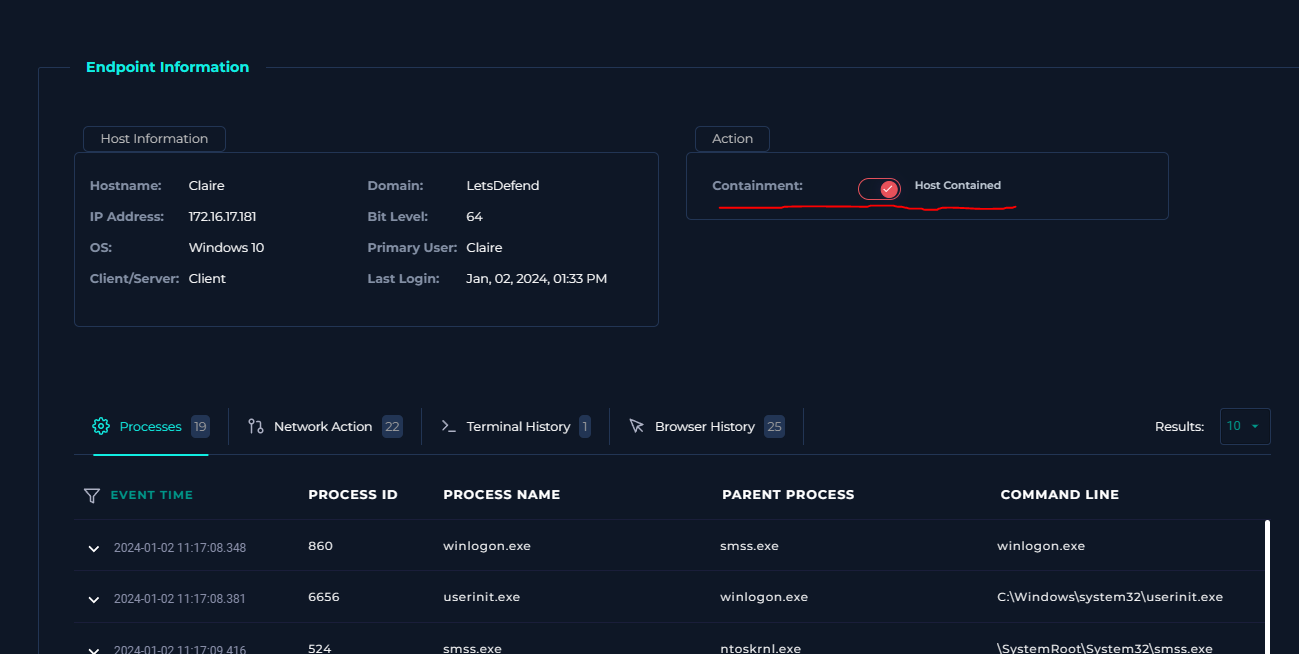 Endpoint Information
Host Information
Hostname: Claire Domain: LetsDefend
IP Address: 172.16.17.181 Bit Level: 64
OS: Windows 10 Primary User: Claire
Client/Server: Client Last Login: Jan, 02, 2024, 01:33 PM
Action
Containment: Host Contained
Processes 19 Network Action 22 Terminal History 1 Browser History 25 Results: 10
EVENT TIME PROCESS ID PROCESS NAME PARENT PROCESS COMMAND LINE
2024-01-02 11:17:08.348 860 winlogon.exe smss.exe winlogon.exe
2024-01-02 11:17:08.381 6656 userinit.exe winlogon.exe C:\Windows\system32\userinit.exe
2024-01-02 11:17:09.416 524 smss.exe ntoskrnl.exe \SystemRoot\System32\smss.exe